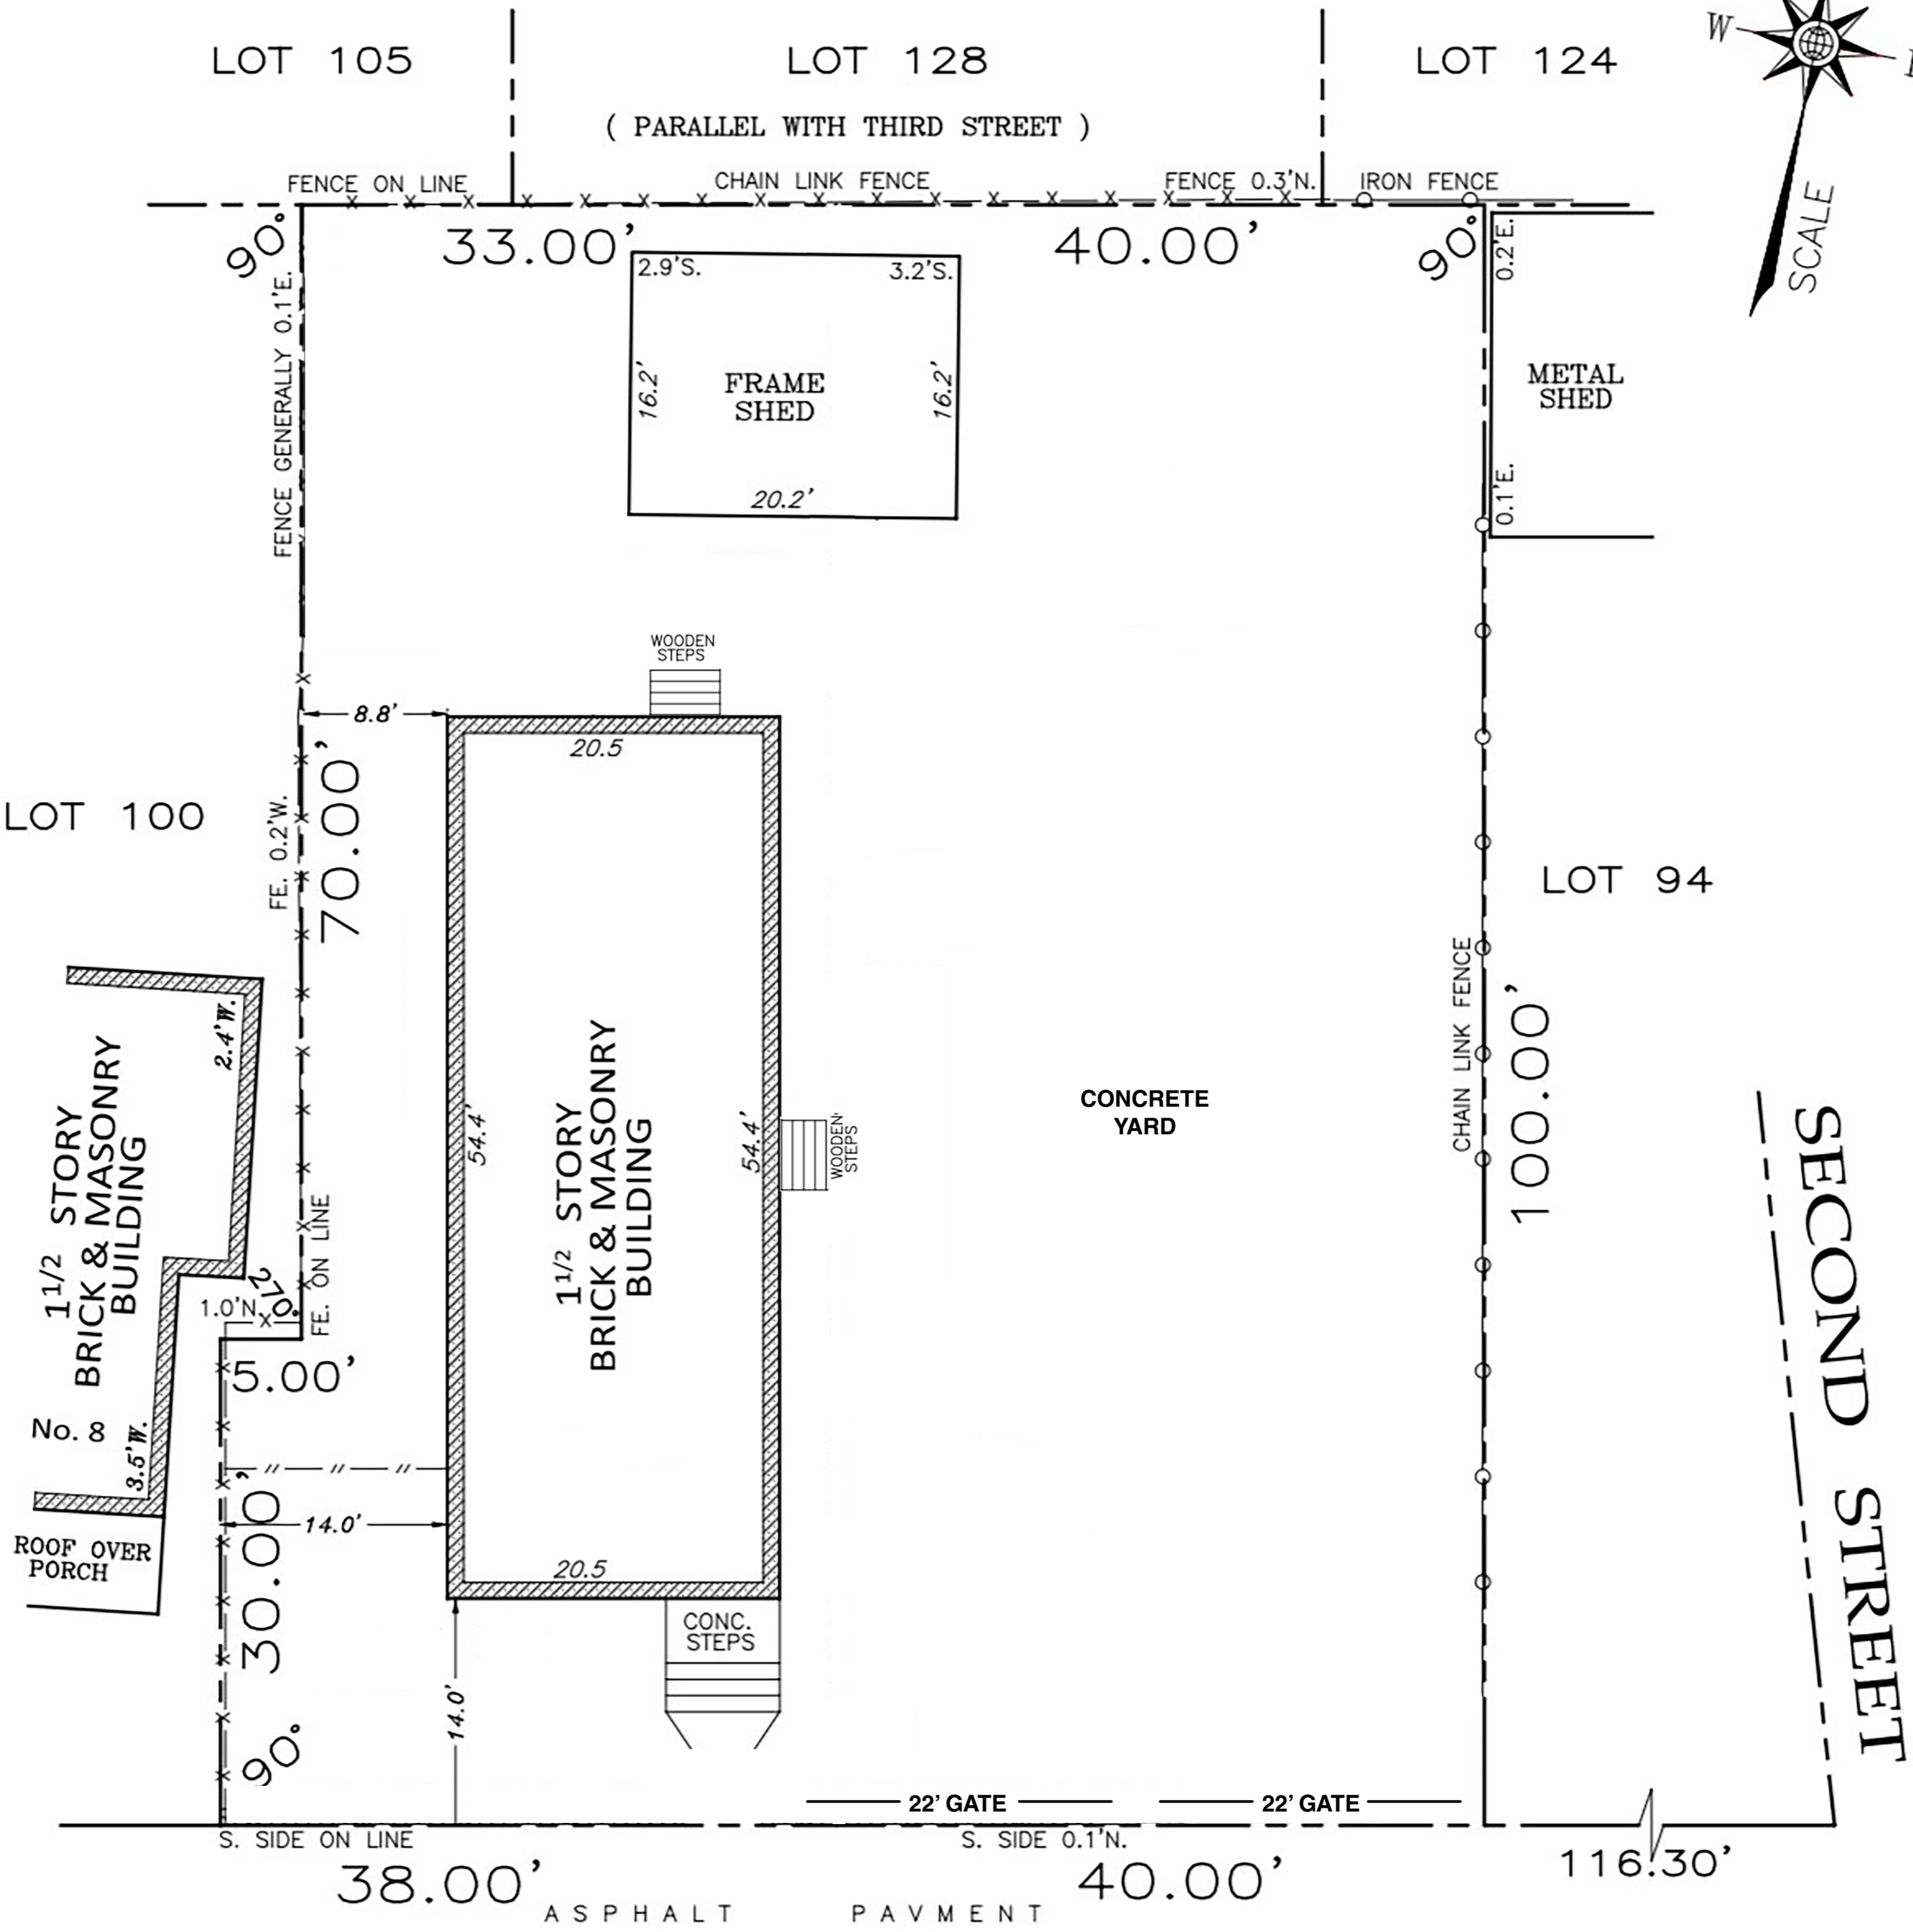 LOT 105
LOT 128
LOT 124
W
( PARALLEL WITH THIRD STREET )
FENCE ON LINE
CHAIN LINK FENCE
FENCE 0.3'N.
IRON FENCE
90°
33.00'
40.00'
90°
0.2'E.
SCALE
2.9'S.
3.2'S.
FENCE GENERALLY 0.1'E.
16.2'
FRAME
SHED
16.2'
20.2'
METAL
SHED
0.1'E.
WOODEN
STEPS
8.8'
20.5
70.00'
LOT 100
FE. 0.2'W.
LOT 94
CHAIN LINK FENCE
100.00'
2.4'W.
1 1/2 STORY
BRICK & MASONRY
BUILDING
No. 8
3.5'W.
54.4'
1 1/2 STORY
BRICK & MASONRY
BUILDING
54.4'
WOODEN
STEPS
CONCRETE
YARD
SECOND STREET
FE. ON LINE
270°
1.0'N.
5.00'
14.0'
ROOF OVER
PORCH
30.00'
20.5
CONC.
STEPS
14.0'
90°
22' GATE
22' GATE
S. SIDE ON LINE
S. SIDE 0.1'N.
38.00'
40.00'
116.30'
ASPHALT PAVMENT